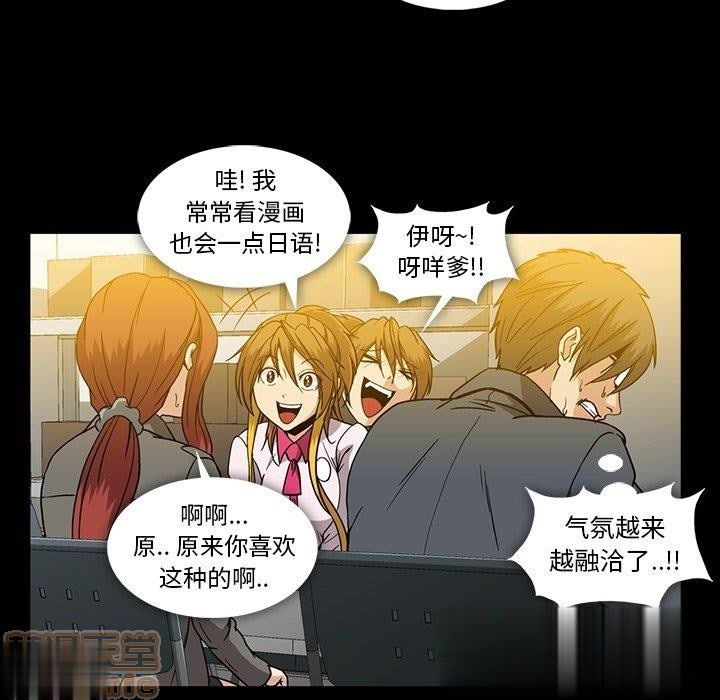 哇! 我
常常看漫画
也会一点日语!
伊呀~!
呀咩爹!!
啊啊...
原.. 原来你喜欢
这种的啊..
气氛越来
越融洽了..!!